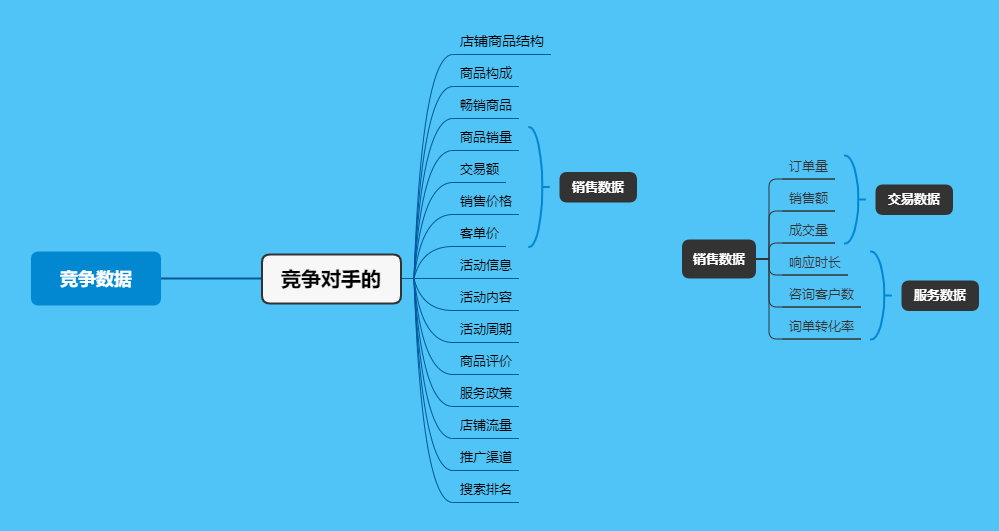 竞争数据
竞争对手的
店铺商品结构
商品构成
畅销商品
商品销量
交易额
销售价格
客单价
活动信息
活动内容
活动周期
商品评价
服务政策
店铺流量
推广渠道
搜索排名
销售数据
销售数据
订单量
销售额
成交量
响应时长
咨询客户数
询单转化率
交易数据
服务数据